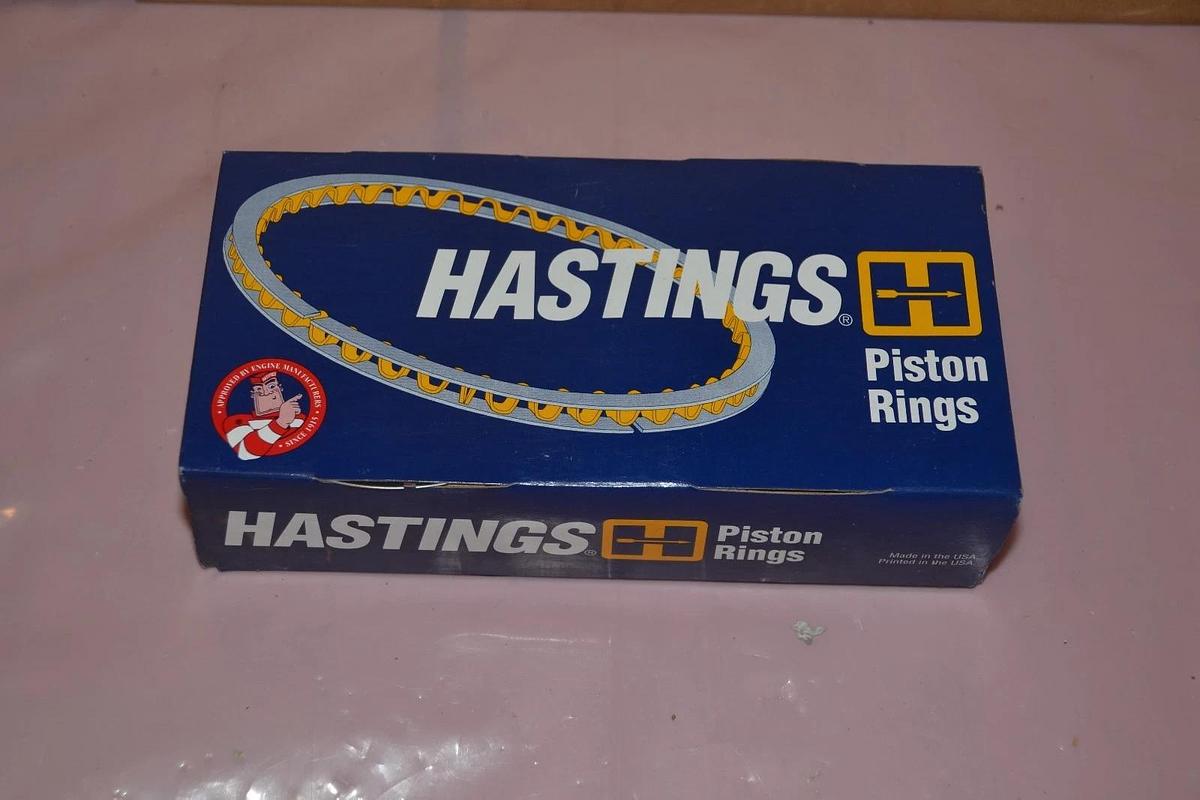 HASTINGS®
H
Piston
Rings
APPROVED BY ENGINE MANUFACTURERS
• SINCE 1915 •
HASTINGS®
H
Piston
Rings
Made in the USA.
Printed in the USA.